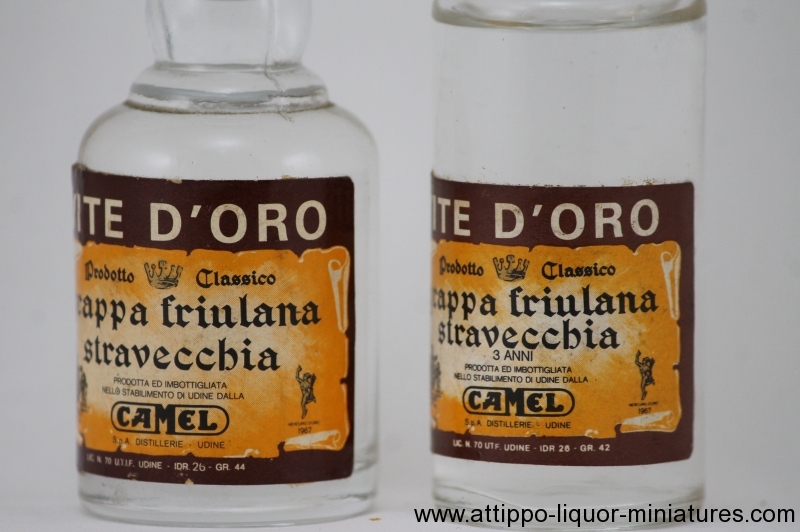 ITE D'ORO
Prodotto Classico
rappa friulana
stravecchia
PRODOTTA ED IMBOTTIGLIATA
NELLO STABILIMENTO DI UDINE DALLA
CAMEL
S.p.A. DISTILLERIE - UDINE
1967
LIC. N. 70 U.T.I.F. UDINE - IDR. 26 - GR. 44
ITE D'ORO
Prodotto Classico
rappa friulana
stravecchia
3 ANNI
PRODOTTA ED IMBOTTIGLIATA
NELLO STABILIMENTO DI UDINE DALLA
CAMEL
S.p.A. DISTILLERIE - UDINE
1967
LIC. N. 70 UTF. UDINE - IDR 26 - GR. 42
www.attippo-liquor-miniatures.com